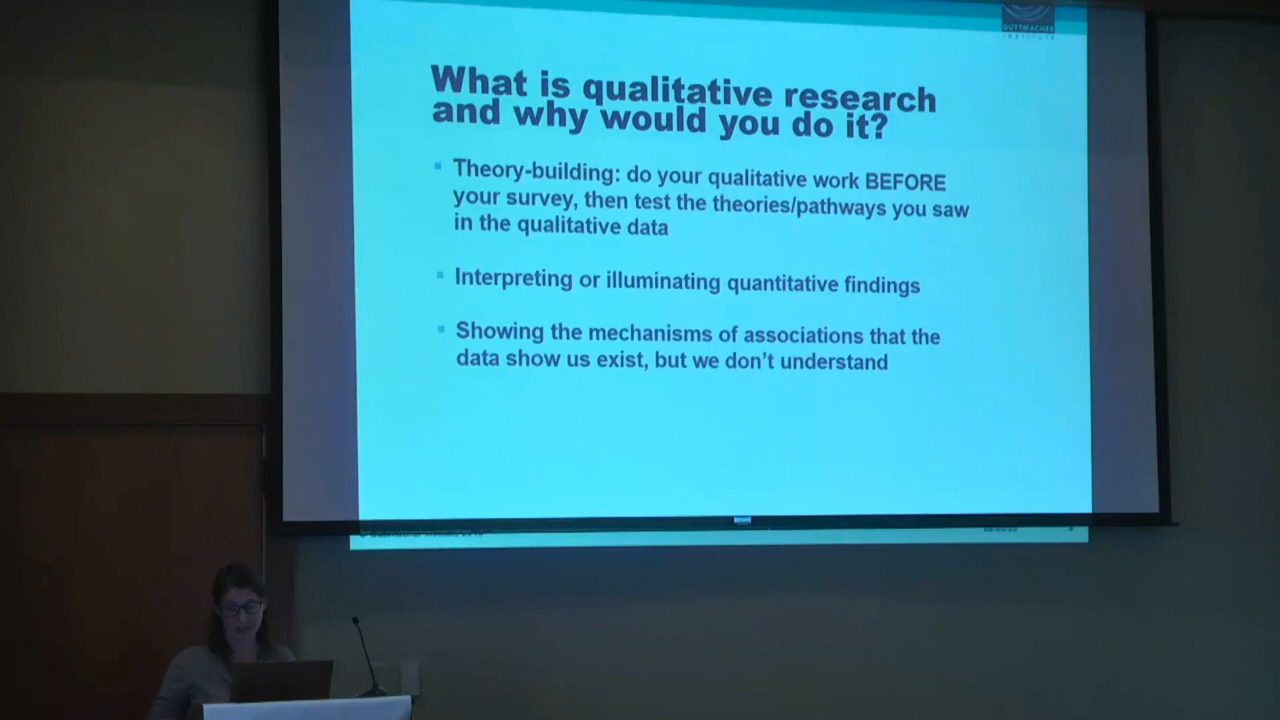 GUTTMACHER
INSTITUTE
What is qualitative research
and why would you do it?
Theory-building: do your qualitative work BEFORE
your survey, then test the theories/pathways you saw
in the qualitative data
Interpreting or illuminating quantitative findings
Showing the mechanisms of associations that the
data show us exist, but we don't understand